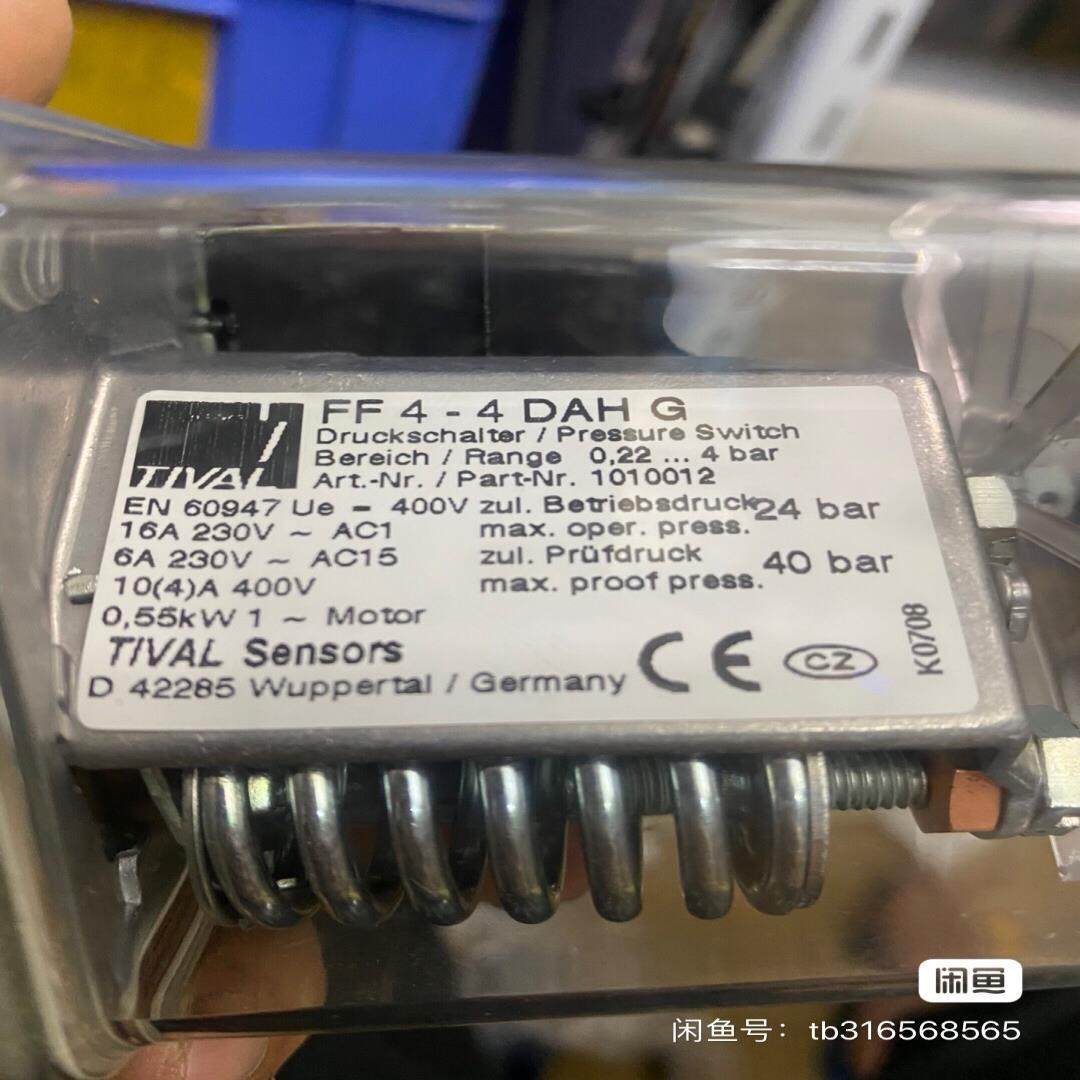 TIVAL
FF 4 - 4 DAH G
Druckschalter / Pressure Switch
Bereich / Range 0,22 ... 4 bar
Art.-Nr. / Part-Nr. 1010012
EN 60947 Ue = 400V
16A 230V ~ AC1
6A 230V ~ AC15
10(4)A 400V
0,55kW 1 ~ Motor
zul. Betriebsdruck 24 bar
max. oper. press.
zul. Prüfdruck 40 bar
max. proof press.
TIVAL Sensors
D 42285 Wuppertal / Germany
CE
CZ
K0708
闲鱼
闲鱼号：tb316568565